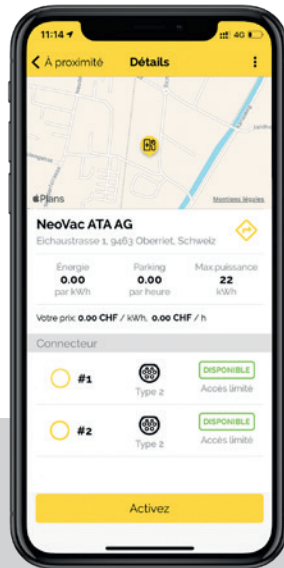 11:14
4G
À proximité
Détails
Plans
Mentions légales
NeoVac ATA AG
Eichaustrasse 1, 9463 Oberriet, Schweiz
Energie
Parking
Max.puissance
0.00
0.00
22
par kWh
par heure
kWh
Votre prix: 0.00 CHF / kWh, 0.00 CHF / h
Connecteur
#1
Type 2
DISPONIBLE
Accès limité
#2
Type 2
DISPONIBLE
Accès limité
Activez